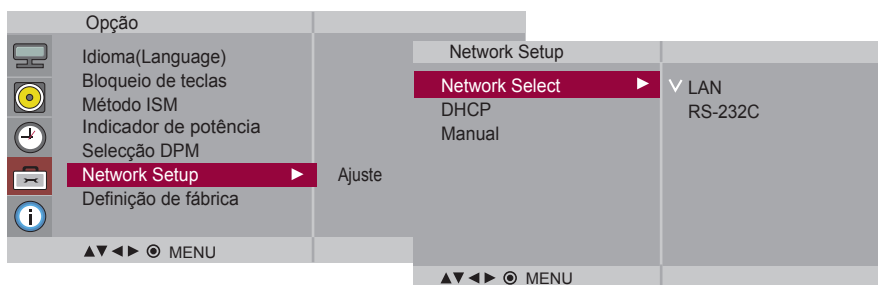 Opção
Idioma(Language)
Bloqueio de teclas
Método ISM
Indicador de potência
Selecção DPM
Network Setup ► Ajuste
Definição de fábrica
▲▼◄► ◉ MENU
Network Setup
Network Select ► ✓ LAN
DHCP RS-232C
Manual
▲▼◄► ◉ MENU